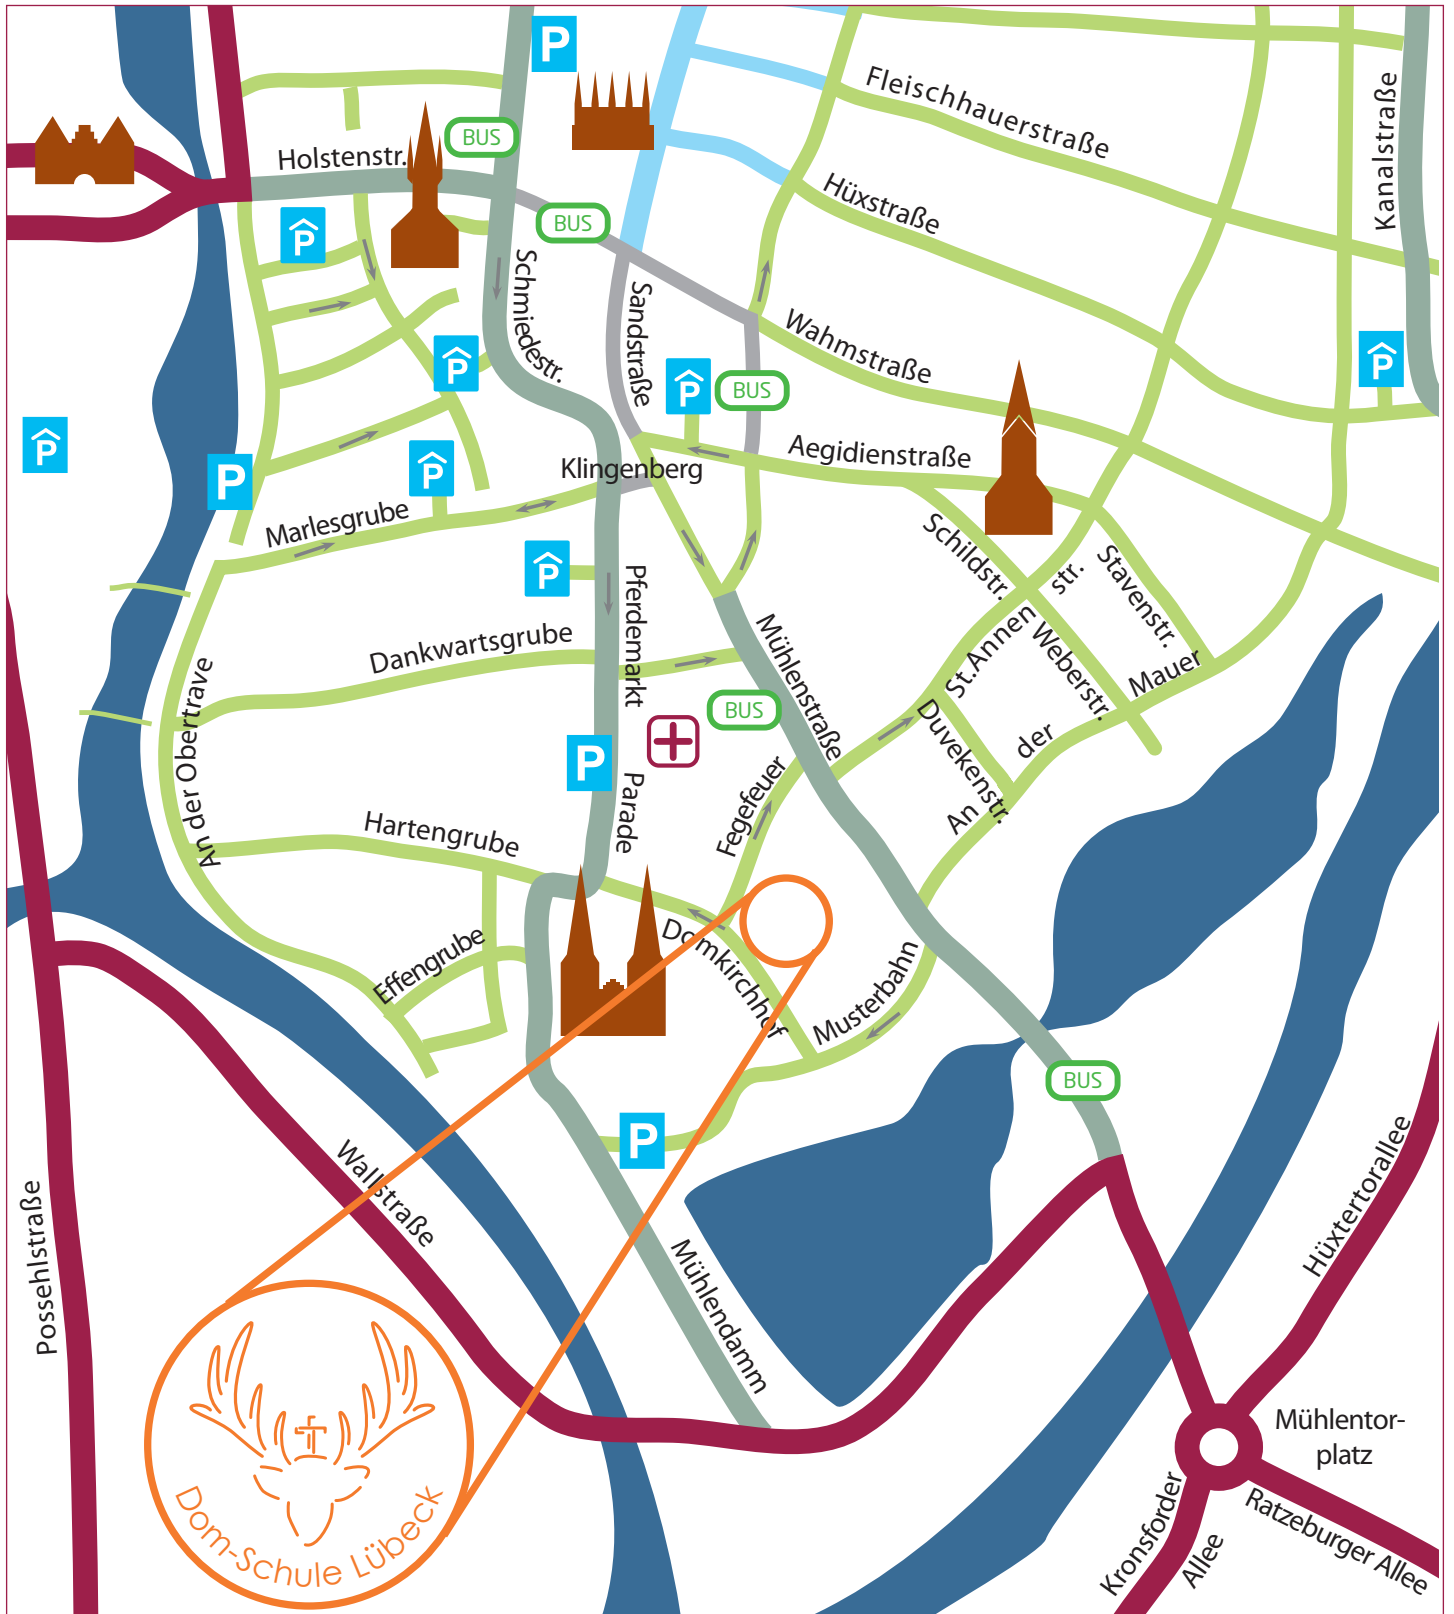 P
Fleischhauerstraße
Kanalstraße
BUS
Holstenstr.
Hüxstraße
BUS
P
Schmiedestr.
Sandstraße
Wahmstraße
P
P
P
BUS
P
Aegidienstraße
Klingenberg
P
P
Marlesgrube
Schildstr.
Stavenstr.
P
Pferdemarkt
St.Annen
str.
Weberstr.
Dankwartsgrube
Mühlenstraße
Mauer
An der Obertrave
BUS
Duvekenstr.
der
P
Parade
Fegefeuer
An
Hartengrube
Domkirchhof
Musterbahn
Effengrube
BUS
P
Wallstraße
Hüxtertorallee
Possehlstraße
Mühlendamm
Mühlentor-
platz
Kronsforder
Allee
Ratzeburger Allee
Dom-Schule Lübeck